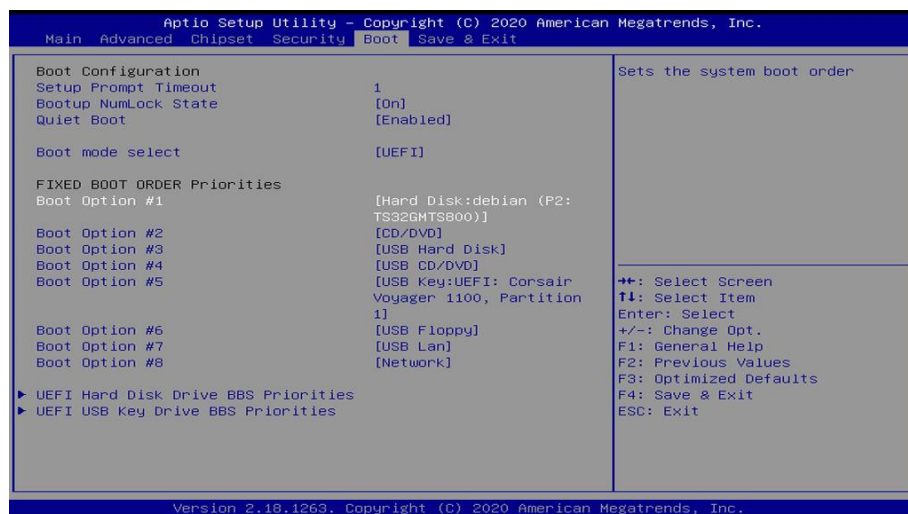 Aptio Setup Utility – Copyright (C) 2020 American Megatrends, Inc.
Main Advanced Chipset Security Boot Save & Exit
Boot Configuration
Setup Prompt Timeout 1
Bootup NumLock State [On]
Quiet Boot [Enabled]
Boot mode select [UEFI]
FIXED BOOT ORDER Priorities
Boot Option #1 [Hard Disk:debian (P2:
TS32GMTS800)]
Boot Option #2 [CD/DVD]
Boot Option #3 [USB Hard Disk]
Boot Option #4 [USB CD/DVD]
Boot Option #5 [USB Key:UEFI: Corsair
Voyager 1100, Partition
1]
Boot Option #6 [USB Floppy]
Boot Option #7 [USB Lan]
Boot Option #8 [Network]
▶ UEFI Hard Disk Drive BBS Priorities
▶ UEFI USB Key Drive BBS Priorities
Sets the system boot order
→←: Select Screen
↑↓: Select Item
Enter: Select
+/-: Change Opt.
F1: General Help
F2: Previous Values
F3: Optimized Defaults
F4: Save & Exit
ESC: Exit
Version 2.18.1263. Copyright (C) 2020 American Megatrends, Inc.